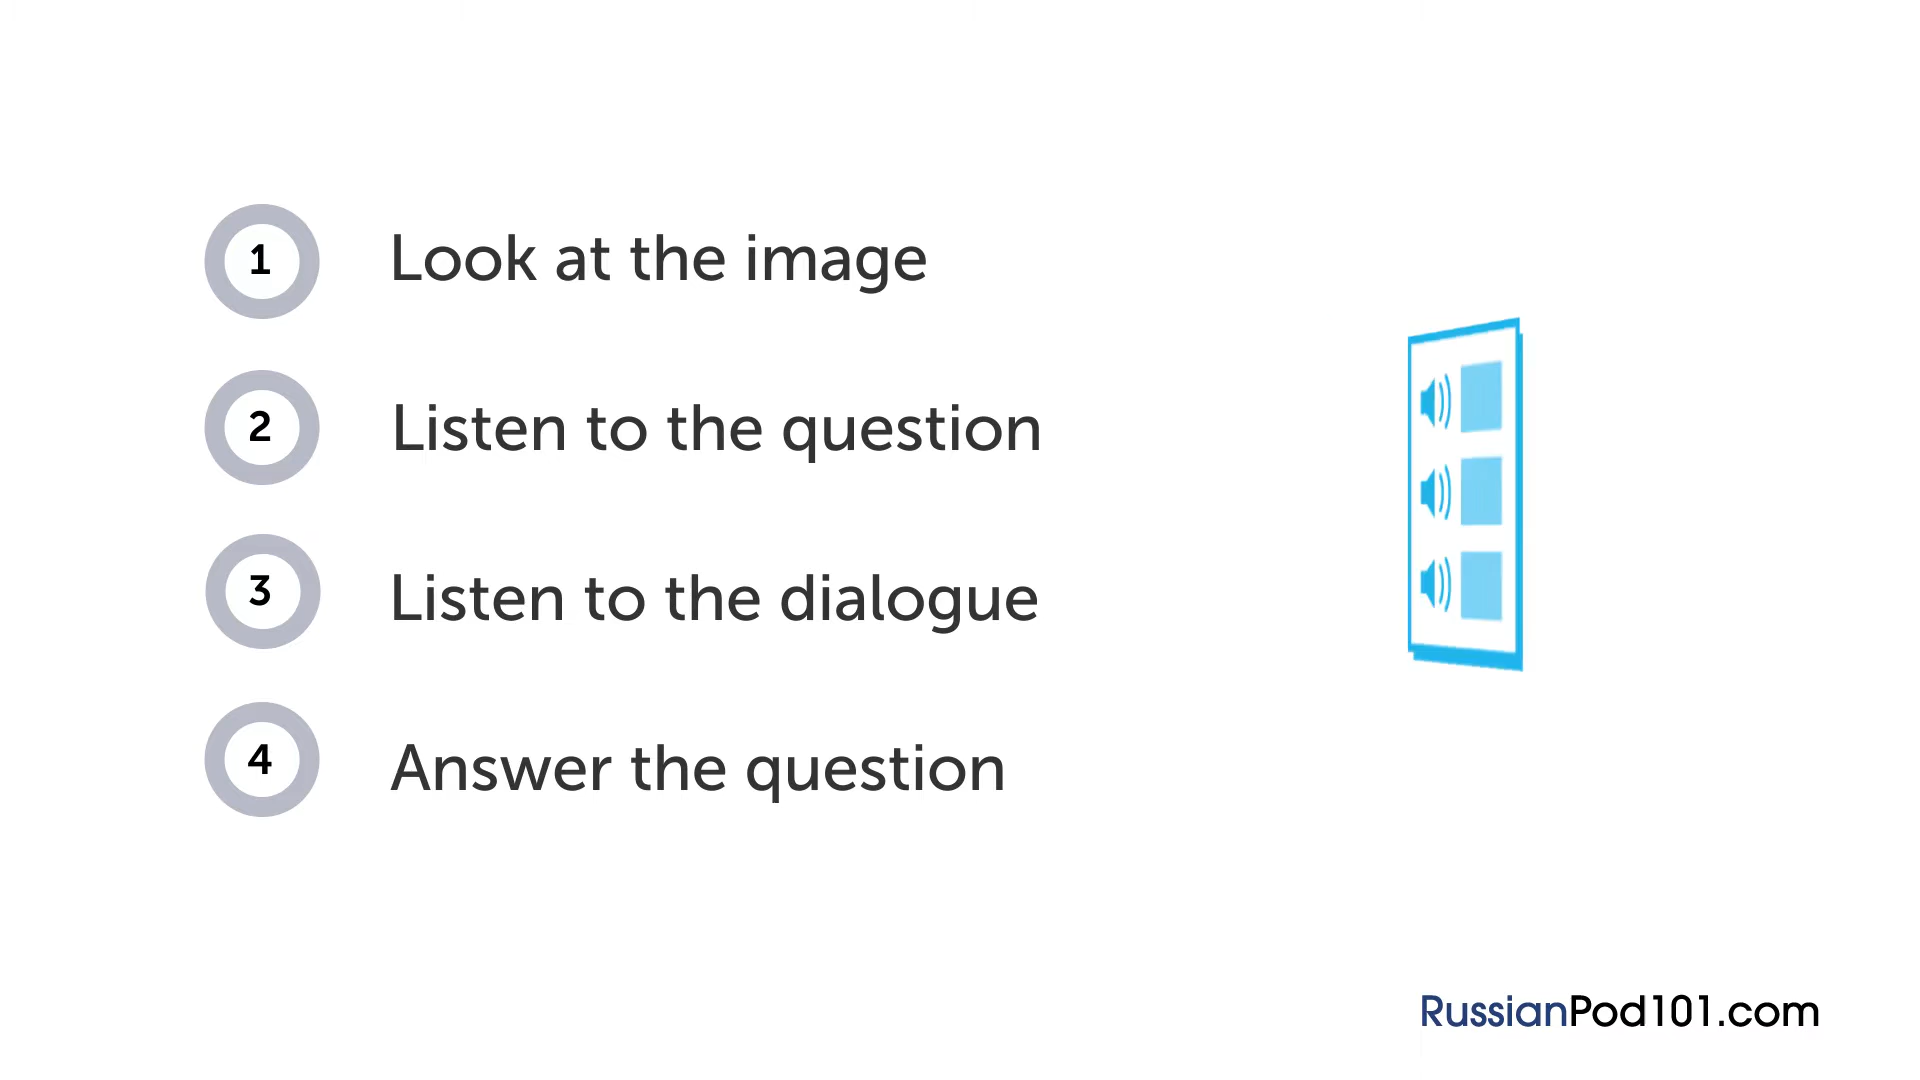 1 Look at the image
2 Listen to the question
3 Listen to the dialogue
4 Answer the question
RussianPod101.com